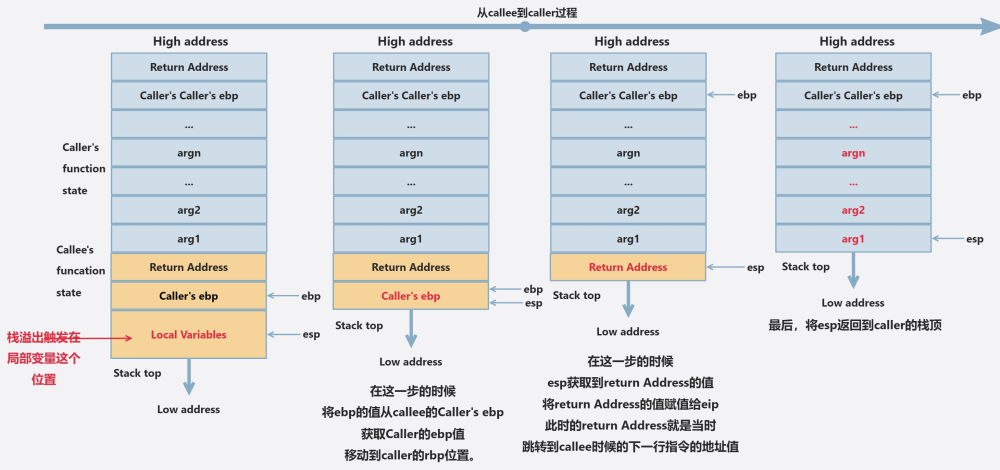 从callee到caller过程
High address
Return Address
Caller's Caller's ebp
...
argn
...
arg2
arg1
Return Address
Caller's ebp
Local Variables
Caller's
function
state
Callee's
funcation
state
ebp
esp
栈溢出触发在
局部变量这个
位置
Stack top
Low address
High address
Return Address
Caller's Caller's ebp
...
argn
...
arg2
arg1
Return Address
Caller's ebp
ebp
esp
Stack top
Low address
在这一步的时候
将ebp的值从callee的Caller's ebp
获取Caller的ebp值
移动到caller的rbp位置。
High address
Return Address
Caller's Caller's ebp
...
argn
...
arg2
arg1
Return Address
ebp
esp
Stack top
Low address
在这一步的时候
esp获取到return Address的值
将return Address的值赋值给eip
此时的return Address就是当时
跳转到callee时候的下一行指令的地址值
High address
Return Address
Caller's Caller's ebp
...
argn
...
arg2
arg1
ebp
esp
Stack top
Low address
最后，将esp返回到caller的栈顶